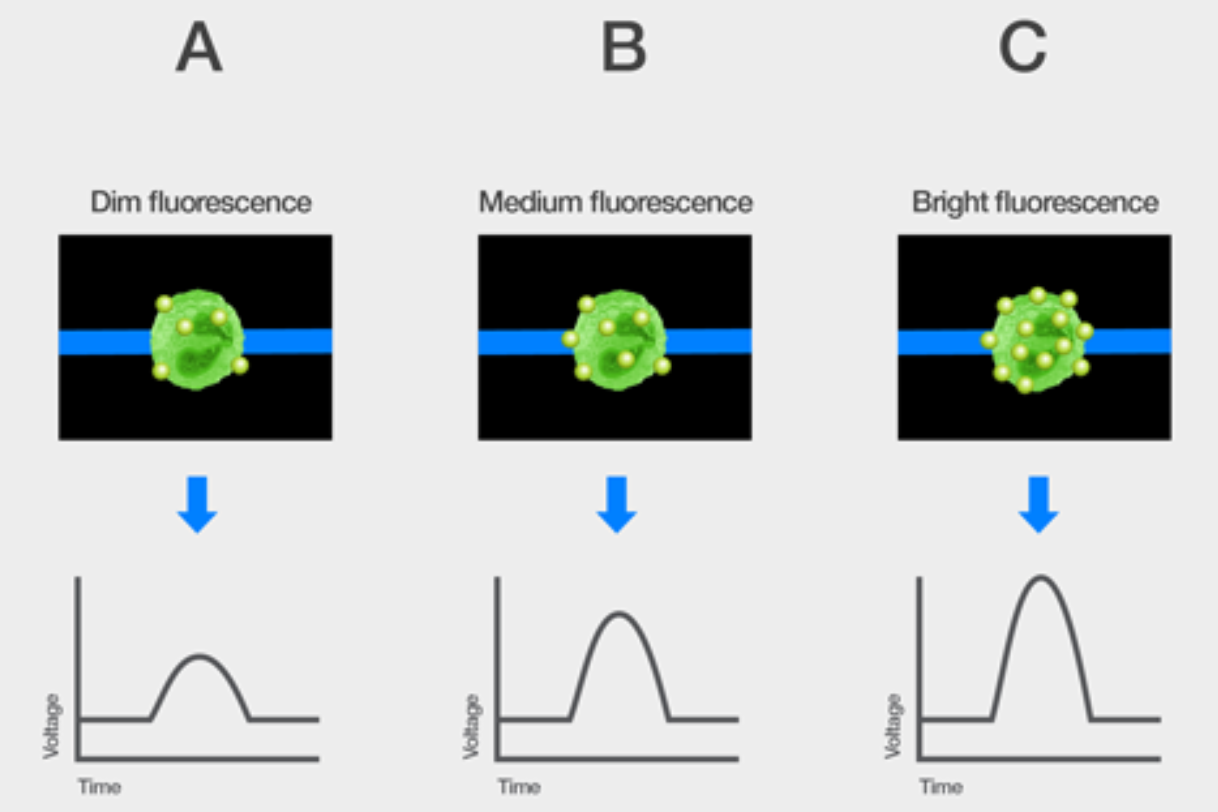 A
B
C
Dim fluorescence
Medium fluorescence
Bright fluorescence
Voltage
Time
Voltage
Time
Voltage
Time